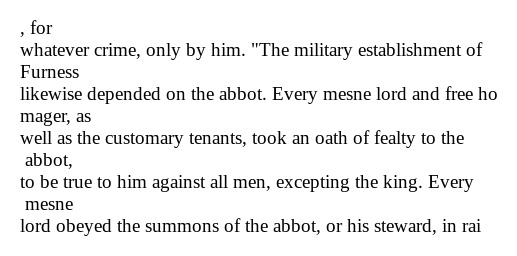 , for
whatever crime, only by him. "The military establishment of
Furness
likewise depended on the abbot. Every mesne lord and free ho
mager, as
well as the customary tenants, took an oath of fealty to the
abbot,
to be true to him against all men, excepting the king. Every
mesne
lord obeyed the summons of the abbot, or his steward, in rai